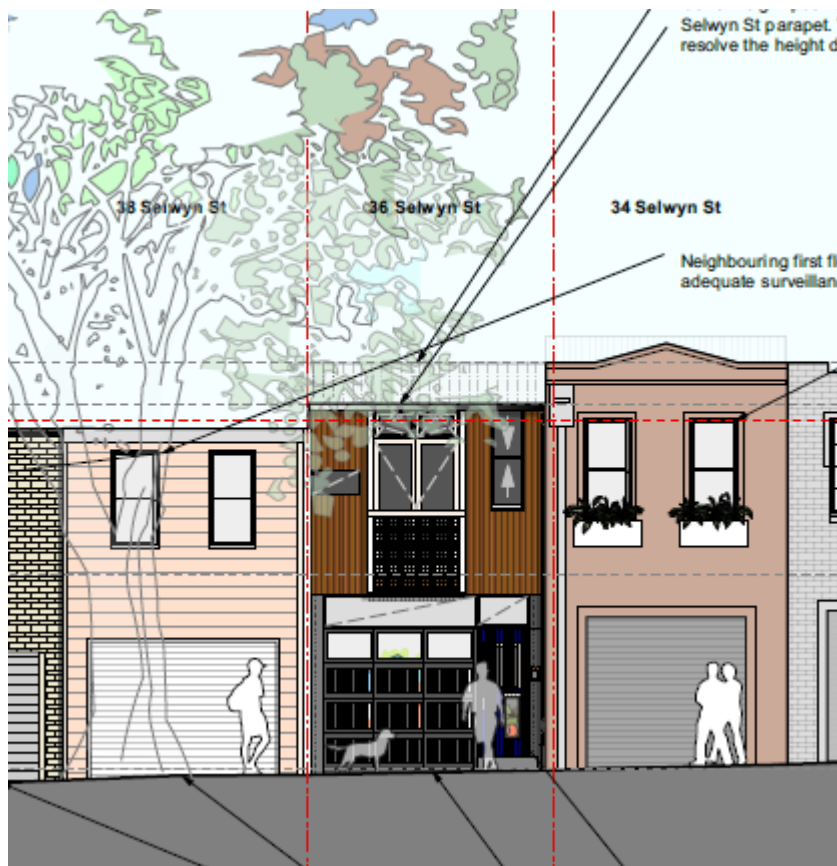 Selwyn St parapet.
resolve the height d
38 Selwyn St
36 Selwyn St
34 Selwyn St
Neighbouring first fl
adequate surveillan